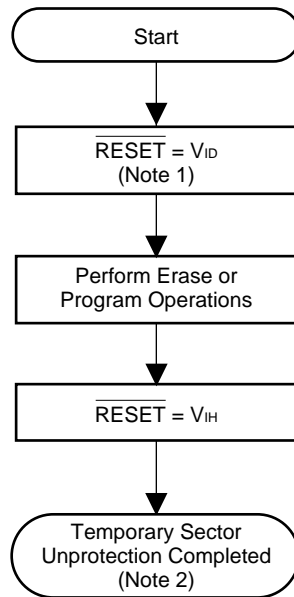 Start
RESET = VID
(Note 1)
Perform Erase or
Program Operations
RESET = VIH
Temporary Sector
Unprotection Completed
(Note 2)